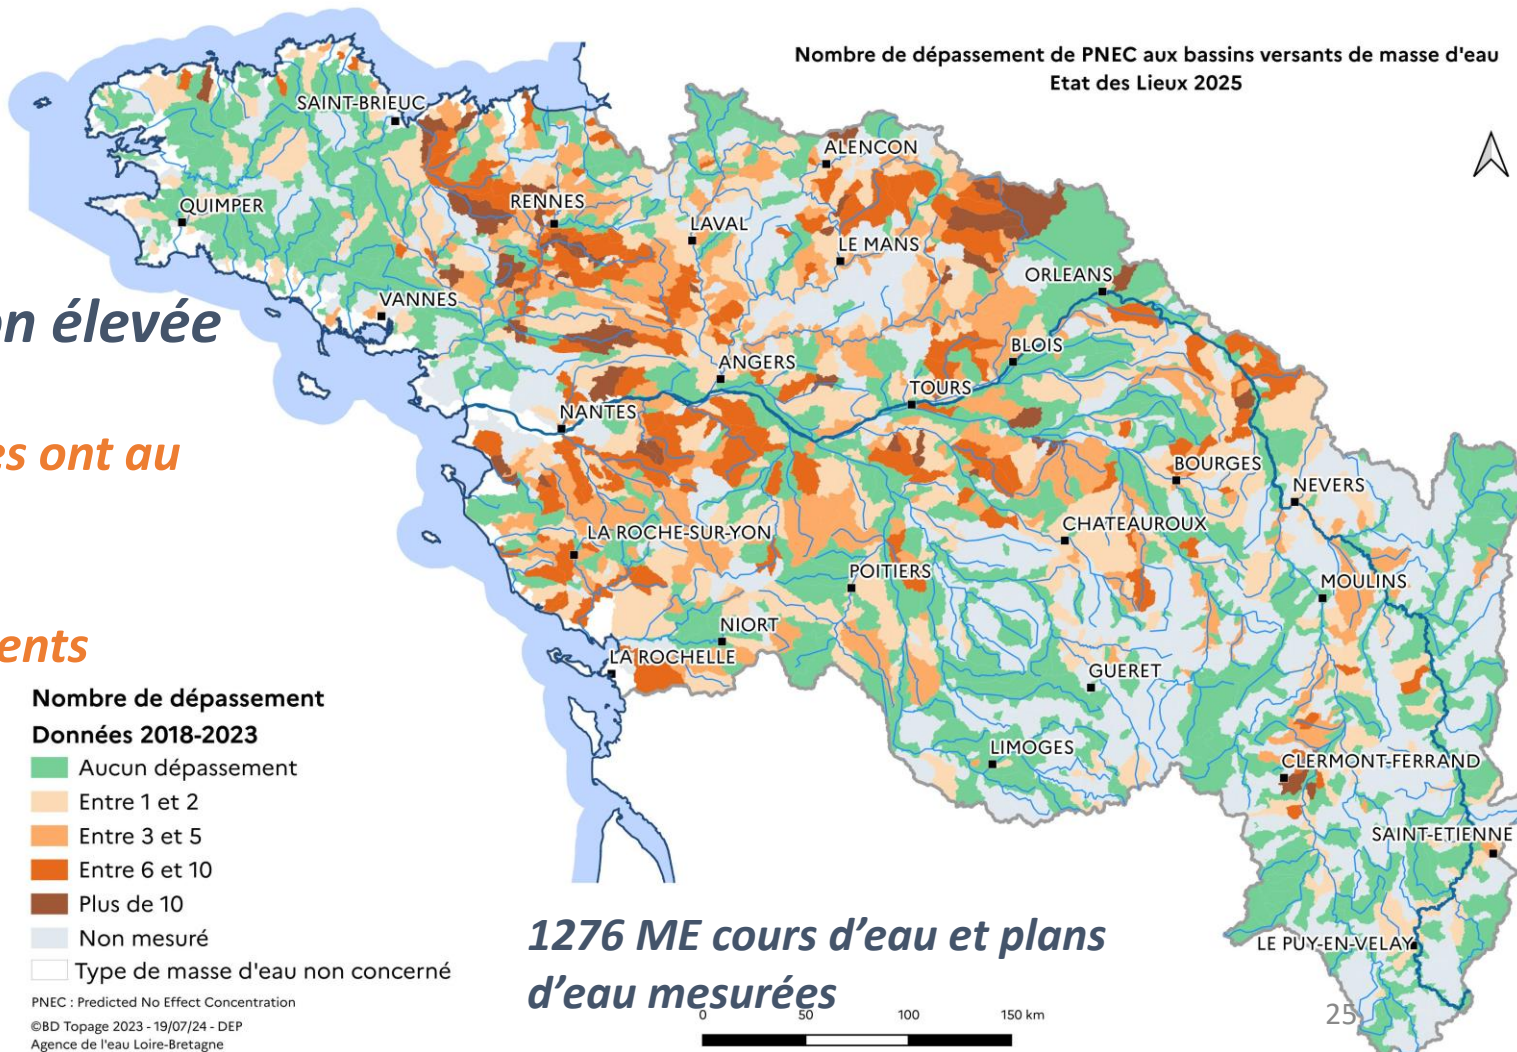 Nombre de dépassement de PNEC aux bassins versants de masse d'eau
Etat des Lieux 2025
SAINT-BRIEUC
ALENCON
QUIMPER
RENNES
LAVAL
LE MANS
ORLEANS
VANNES
on élevée
BLOIS
ANGERS
TOURS
NANTES
es ont au
BOURGES
NEVERS
CHATEAUROUX
LA ROCHE-SUR-YON
POITIERS
MOULINS
NIORT
ents
LA ROCHELLE
GUERET
LIMOGES
CLERMONT-FERRAND
SAINT-ETIENNE
LE PUY-EN-VELAY
Nombre de dépassement
Données 2018-2023
Aucun dépassement
Entre 1 et 2
Entre 3 et 5
Entre 6 et 10
Plus de 10
Non mesuré
Type de masse d'eau non concerné
PNEC : Predicted No Effect Concentration
©BD Topage 2023 - 19/07/24 - DEP
Agence de l'eau Loire-Bretagne
1276 ME cours d'eau et plans
d'eau mesurées
0 50 100 150 km
25